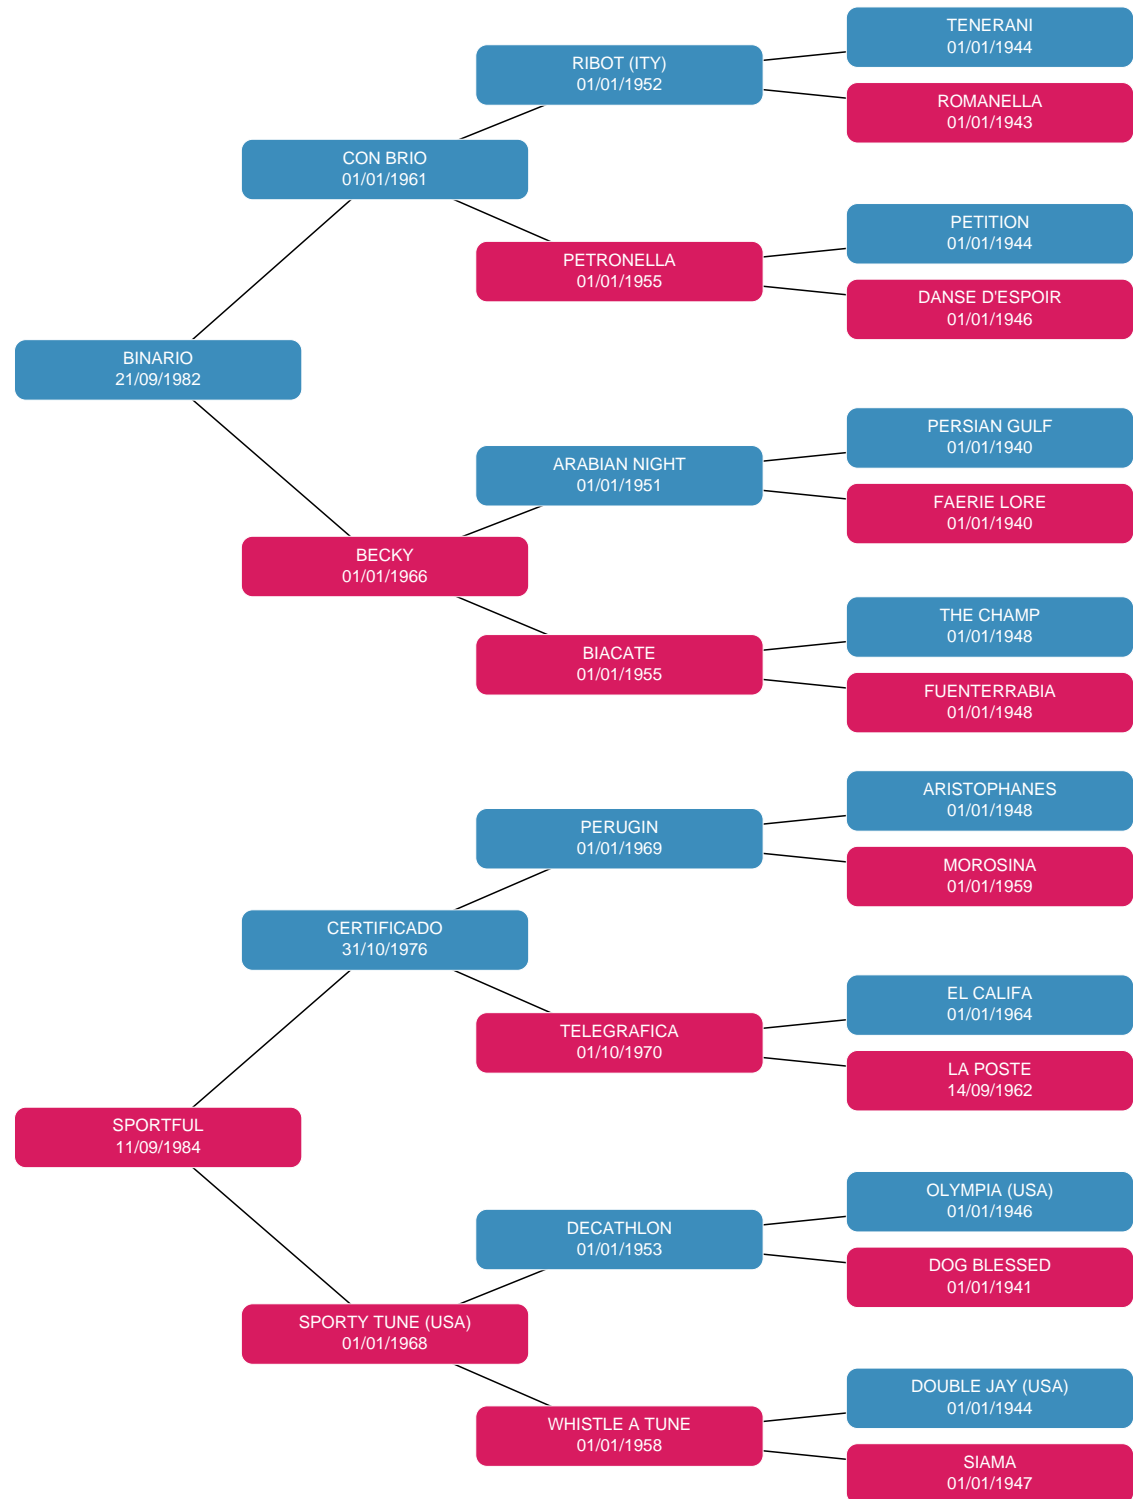 TENERANI
01/01/1944
RIBOT (ITY)
01/01/1952
ROMANELLA
01/01/1943
CON BRIO
01/01/1961
PETITION
01/01/1944
PETRONELLA
01/01/1955
DANSE D'ESPOIR
01/01/1946
BINARIO
21/09/1982
PERSIAN GULF
01/01/1940
ARABIAN NIGHT
01/01/1951
FAERIE LORE
01/01/1940
BECKY
01/01/1966
THE CHAMP
01/01/1948
BIACATE
01/01/1955
FUENTERRABIA
01/01/1948
ARISTOPHANES
01/01/1948
PERUGIN
01/01/1969
MOROSINA
01/01/1959
CERTIFICADO
31/10/1976
EL CALIFA
01/01/1964
TELEGRAFICA
01/10/1970
LA POSTE
14/09/1962
SPORTFUL
11/09/1984
OLYMPIA (USA)
01/01/1946
DECATHLON
01/01/1953
DOG BLESSED
01/01/1941
SPORTY TUNE (USA)
01/01/1968
DOUBLE JAY (USA)
01/01/1944
WHISTLE A TUNE
01/01/1958
SIAMA
01/01/1947